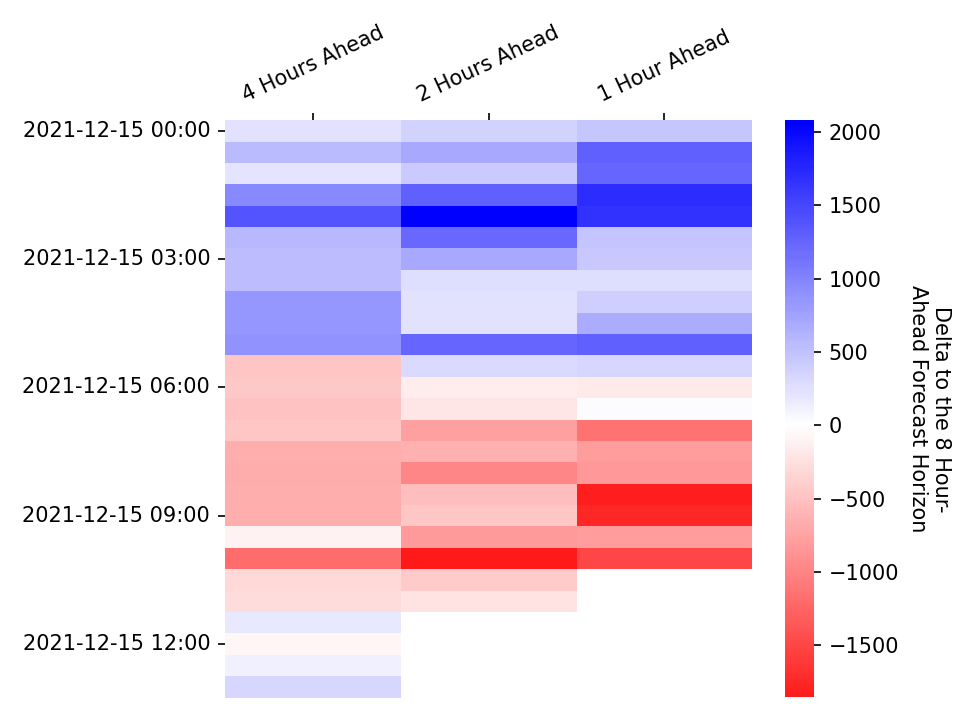 4 Hours Ahead
2 Hours Ahead
1 Hour Ahead
2021-12-15 00:00
2021-12-15 03:00
2021-12-15 06:00
2021-12-15 09:00
2021-12-15 12:00
2000
1500
1000
500
0
−500
−1000
−1500
Delta to the 8 Hour-
Ahead Forecast Horizon